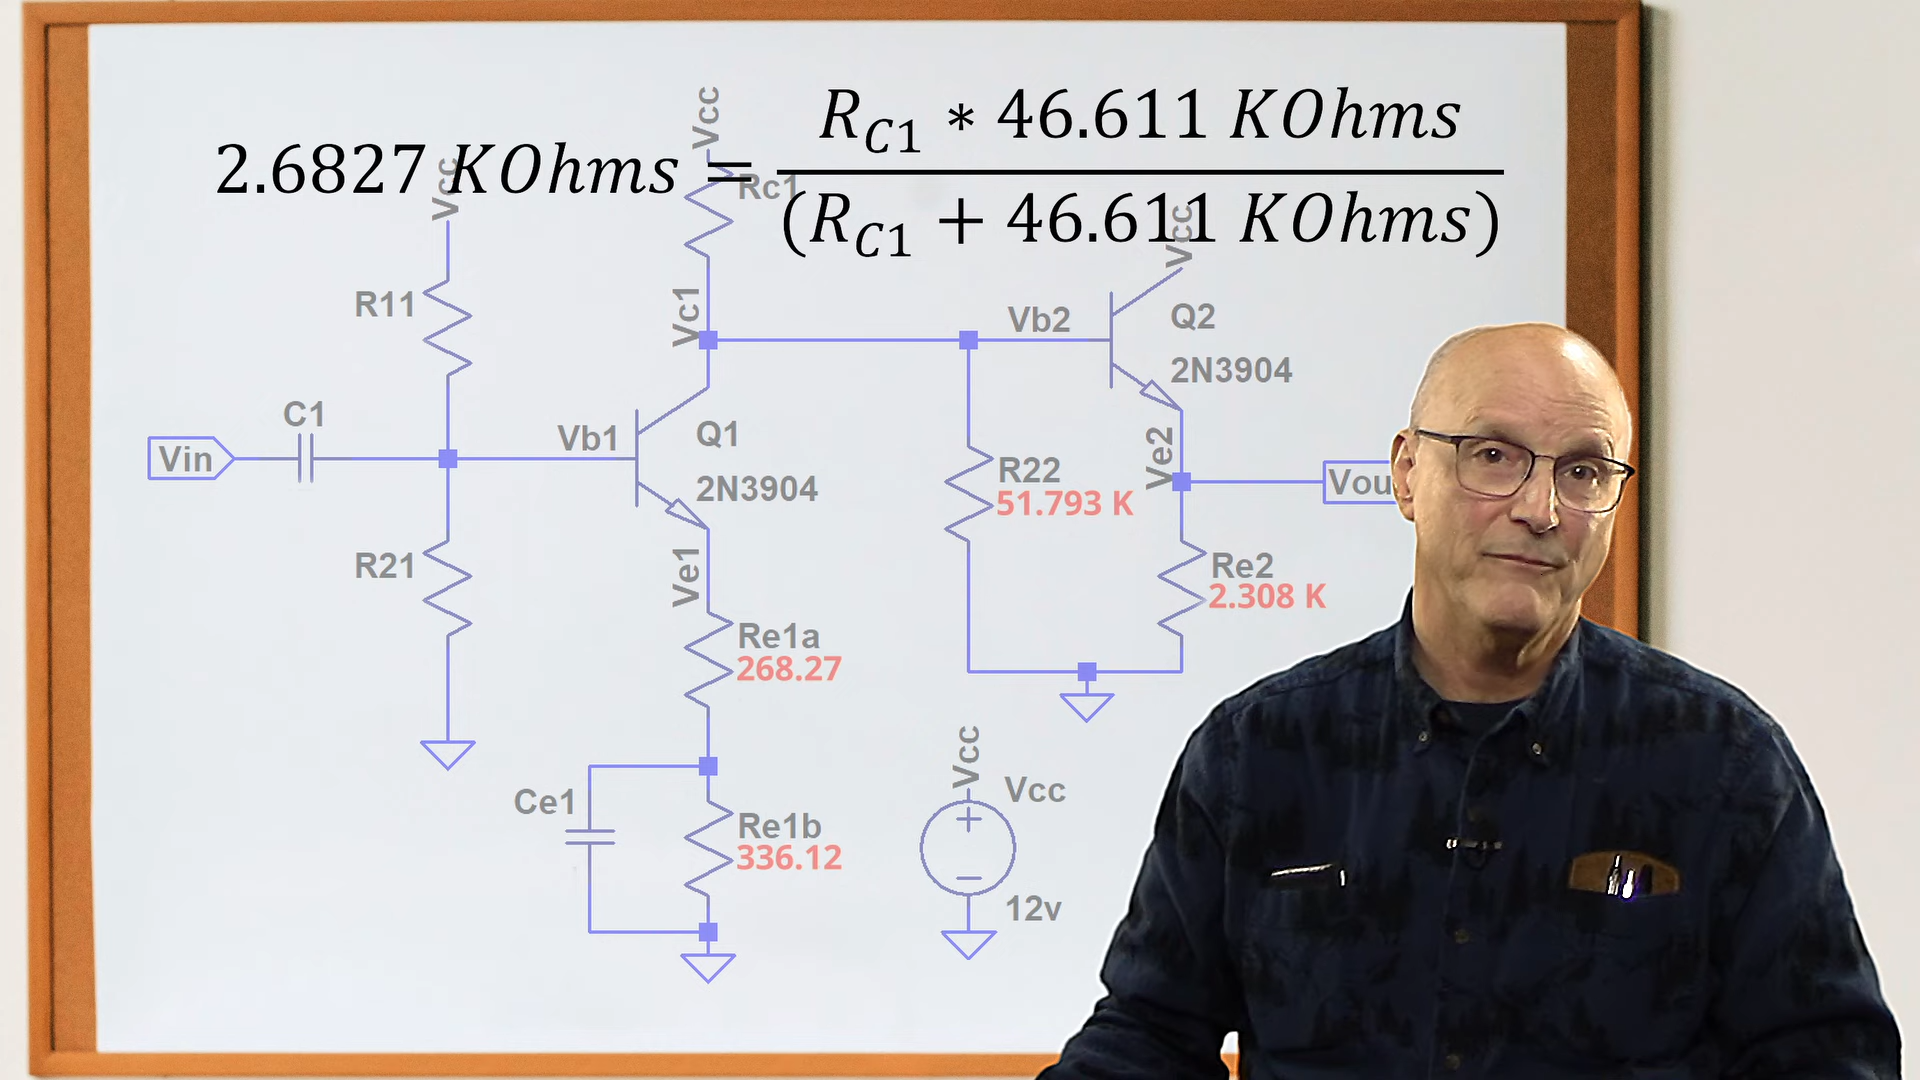 2.6827 KOhms = R_C1 * 46.611 KOhms / (R_C1 + 46.611 KOhms)
Vcc
Vcc
Rc1
Vcc
R11
Vc1
Vb2
Q2
2N3904
C1
Vin
Vb1
Q1
2N3904
R22
51.793 K
Ve2
Vou
R21
Ve1
Re1a
268.27
Re2
2.308 K
Ce1
Re1b
336.12
Vcc
Vcc
12v